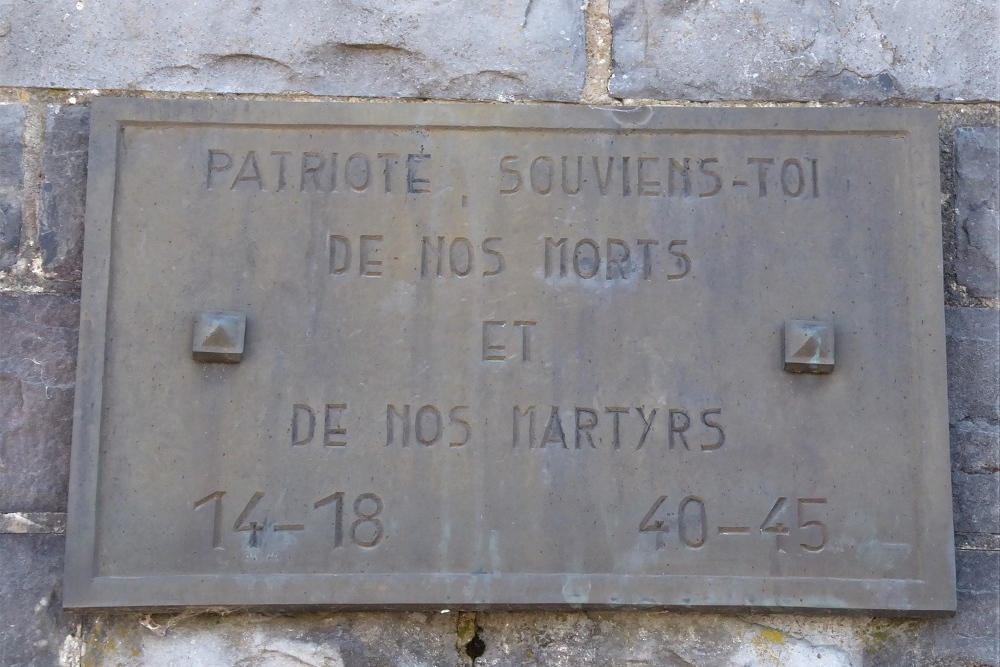 PATRIOTE, SOUVIENS-TOI
DE NOS MORTS
ET
DE NOS MARTYRS
14-18 40-45